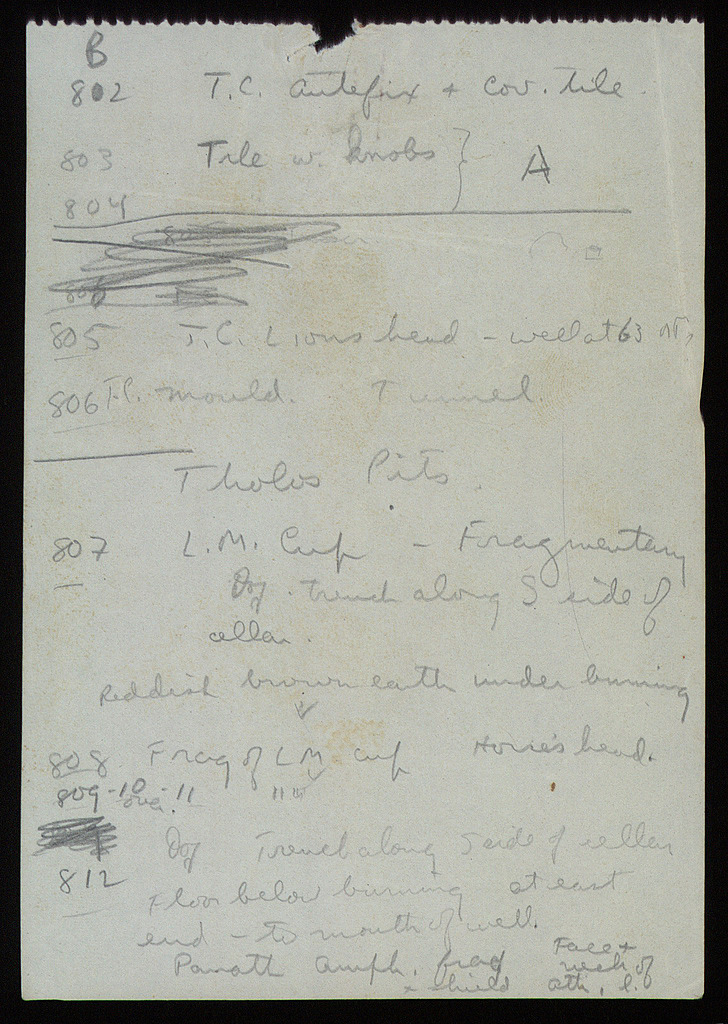 B
802 T.C. antefix + Cov. tile.
803 Tile w. knobs } A
804
805 T.C. Lions head - well at 63
806 T.C. mould. Tunnel.
Tholos Pits.
807 L.M. Cup - Fragmentary
trench along S side of
cellar.
Reddish brown earth under burning
808 Frag of L M cup Horse's head.
809-10-11 " "
Trench along S side of cellar
812 Floor below burning at east
end - to mouth of well.
Panath Amph. frag Face +
+ shield neck of
Ath. l.